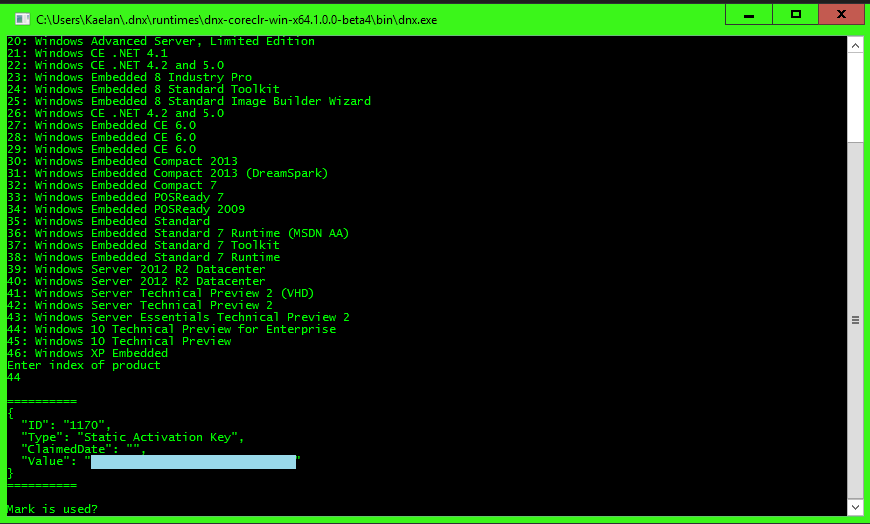 C:\Users\Kaelan\.dnx\runtimes\dnx-coreclr-win-x64.1.0.0-beta4\bin\dnx.exe
20: Windows Advanced Server, Limited Edition
21: Windows CE .NET 4.1
22: Windows CE .NET 4.2 and 5.0
23: Windows Embedded 8 Industry Pro
24: Windows Embedded 8 Standard Toolkit
25: Windows Embedded 8 Standard Image Builder Wizard
26: Windows CE .NET 4.2 and 5.0
27: Windows Embedded CE 6.0
28: Windows Embedded CE 6.0
29: Windows Embedded CE 6.0
30: Windows Embedded Compact 2013
31: Windows Embedded Compact 2013 (DreamSpark)
32: Windows Embedded Compact 7
33: Windows Embedded POSReady 7
34: Windows Embedded POSReady 2009
35: Windows Embedded Standard
36: Windows Embedded Standard 7 Runtime (MSDN AA)
37: Windows Embedded Standard 7 Toolkit
38: Windows Embedded Standard 7 Runtime
39: Windows Server 2012 R2 Datacenter
40: Windows Server 2012 R2 Datacenter
41: Windows Server Technical Preview 2 (VHD)
42: Windows Server Technical Preview 2
43: Windows Server Essentials Technical Preview 2
44: Windows 10 Technical Preview for Enterprise
45: Windows 10 Technical Preview
46: Windows XP Embedded
Enter index of product
44
==========
{
"ID": "1170",
"Type": "Static Activation Key",
"ClaimedDate": "",
"Value": ""
}
==========
Mark is used?